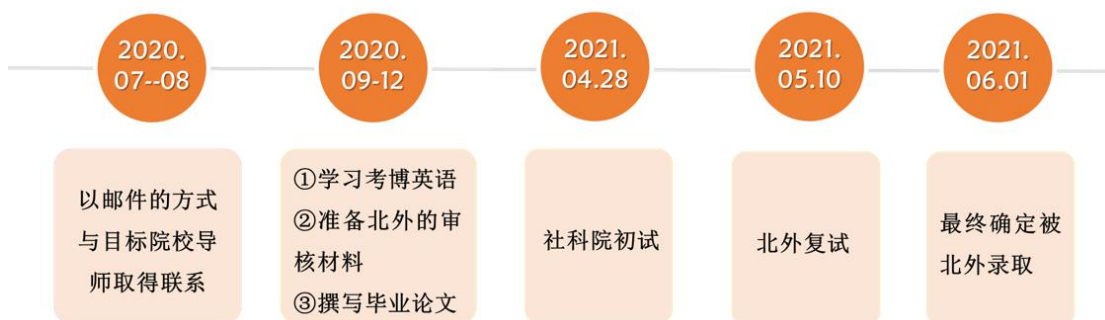 2020.
07--08
2020.
09-12
2021.
04.28
2021.
05.10
2021.
06.01
以邮件的方式
与目标院校导
师取得联系
①学习考博英语
②准备北外的审
核材料
③撰写毕业论文
社科院初试
北外复试
最终确定被
北外录取